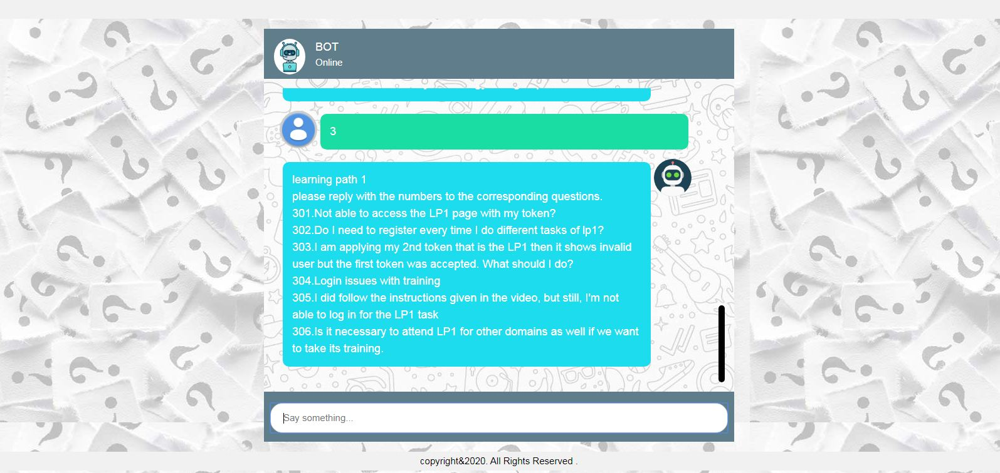 BOT
Online
3
learning path 1
please reply with the numbers to the corresponding questions.
301.Not able to access the LP1 page with my token?
302.Do I need to register every time I do different tasks of lp1?
303.I am applying my 2nd token that is the LP1 then it shows invalid
user but the first token was accepted. What should I do?
304.Login issues with training
305.I did follow the instructions given in the video, but still, I'm not
able to log in for the LP1 task
306.Is it necessary to attend LP1 for other domains as well if we want
to take its training.
Say something...
copyright&2020. All Rights Reserved .